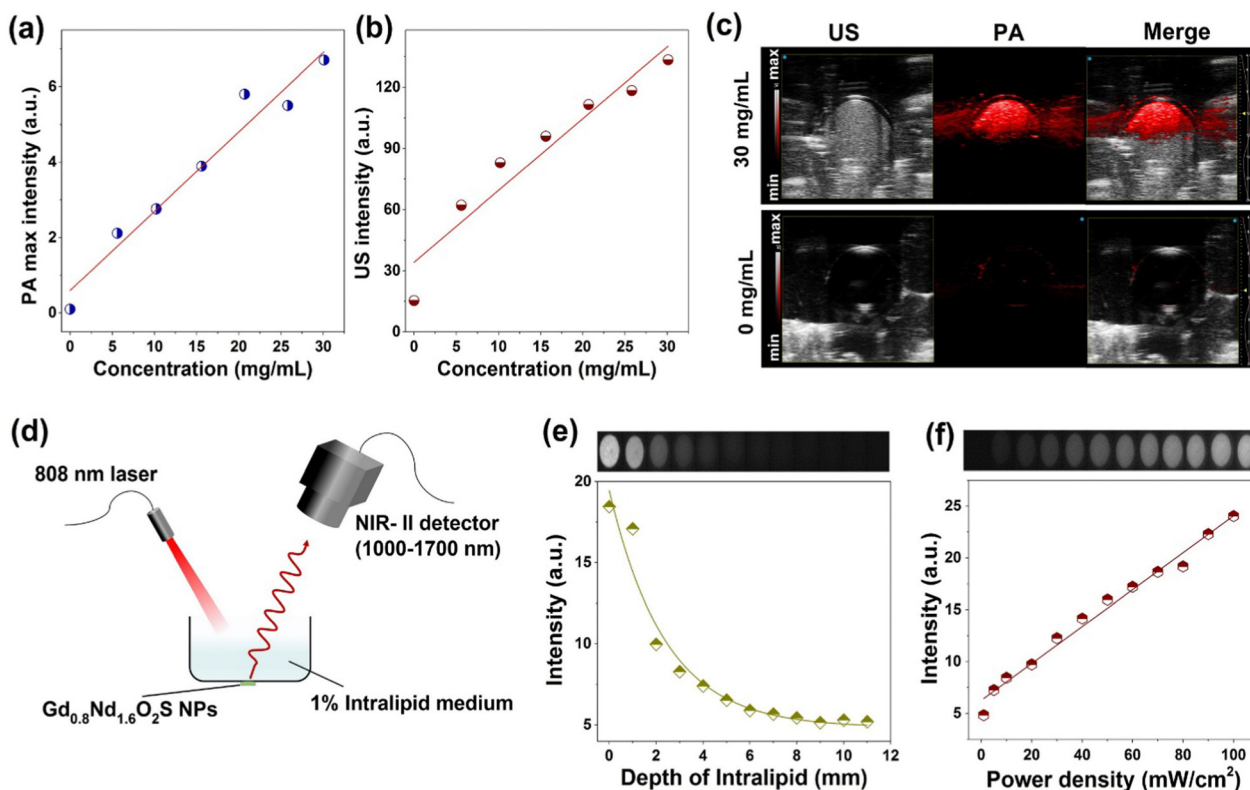 (a)
PA max intensity (a.u.)
6
4
2
0
0 5 10 15 20 25 30
Concentration (mg/mL)
(b)
US intensity (a.u.)
120
90
60
30
0
0 5 10 15 20 25 30
Concentration (mg/mL)
(c)
US PA Merge
30 mg/mL
max
min
0 mg/mL
max
min
(d)
808 nm laser
NIR- II detector
(1000-1700 nm)
Gd0.8Nd1.6O2S NPs
1% Intralipid medium
(e)
Intensity (a.u.)
20
15
10
5
0 2 4 6 8 10 12
Depth of Intralipid (mm)
(f)
Intensity (a.u.)
25
20
15
10
5
0 20 40 60 80 100
Power density (mW/cm²)